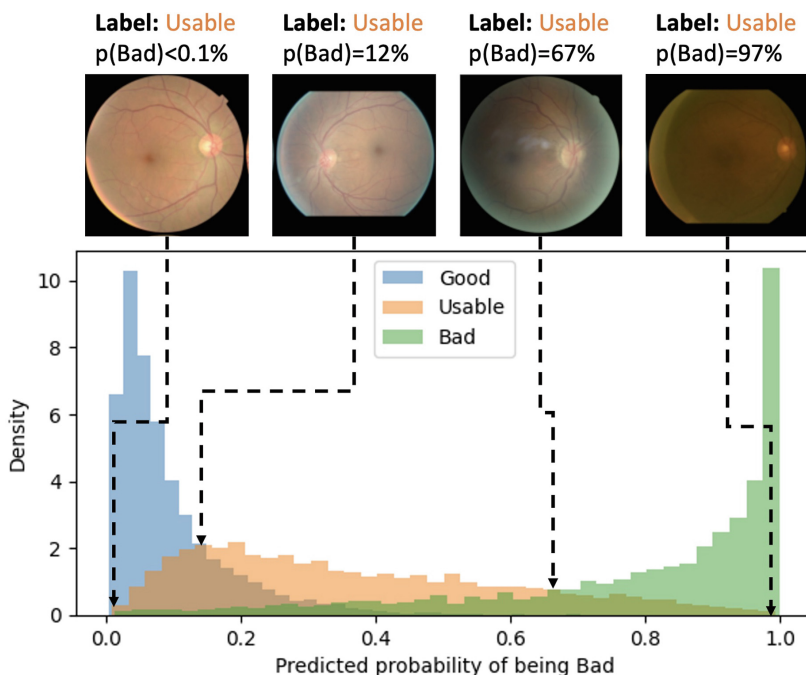 Label: Usable
p(Bad)<0.1%
Label: Usable
p(Bad)=12%
Label: Usable
p(Bad)=67%
Label: Usable
p(Bad)=97%
Good
Usable
Bad
Density
10
8
6
4
2
0
0.0 0.2 0.4 0.6 0.8 1.0
Predicted probability of being Bad